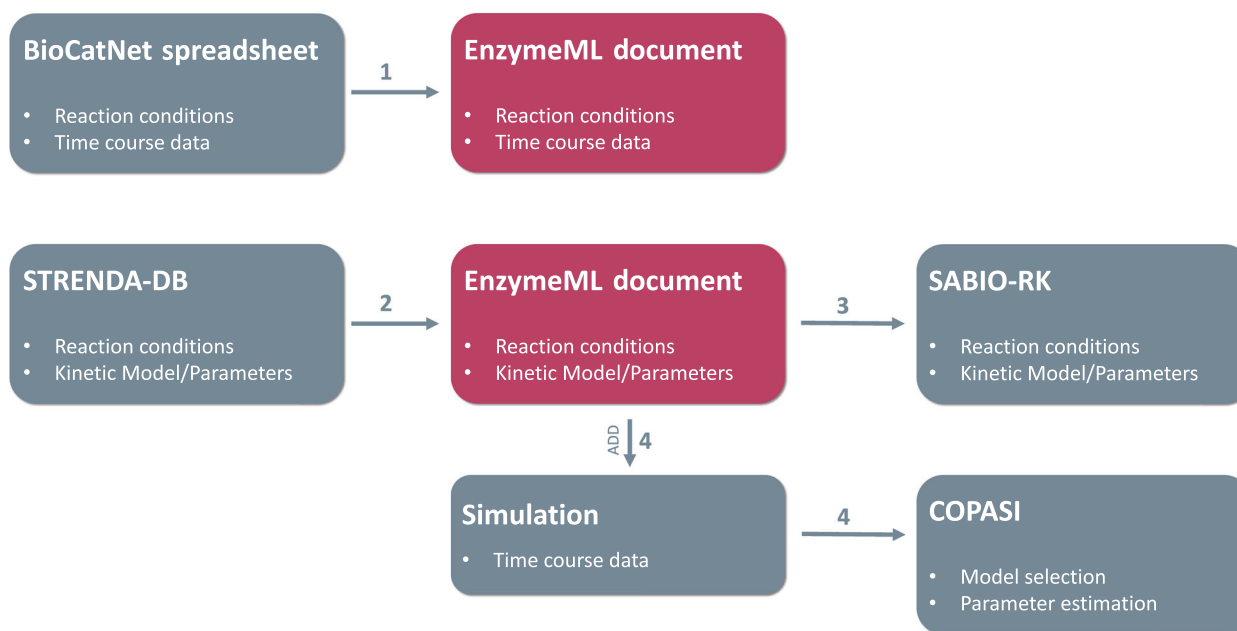 BioCatNet spreadsheet
• Reaction conditions
• Time course data
1
EnzymeML document
• Reaction conditions
• Time course data
STRENDA-DB
• Reaction conditions
• Kinetic Model/Parameters
2
EnzymeML document
• Reaction conditions
• Kinetic Model/Parameters
3
SABIO-RK
• Reaction conditions
• Kinetic Model/Parameters
ADD
4
Simulation
• Time course data
4
COPASI
• Model selection
• Parameter estimation